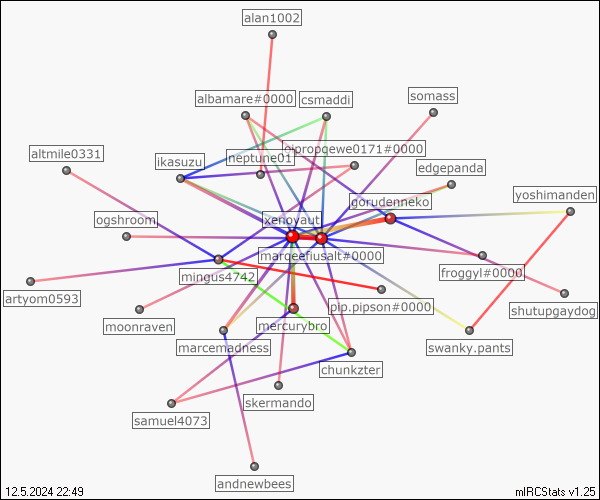 alan1002
albamare#0000
csmaddi
somass
altmile0331
ikasuzu
neptune01
oipropqewe0171#0000
edgepanda
gorudenneko
yoshimanden
ogshroom
xenoyaut
marqeefiusalt#0000
mingus4742
froggyl#0000
artyom0593
moonraven
pip.pipson#0000
shutupgaydog
mercurybro
marcemadness
swanky.pants
chunkzter
skermando
samuel4073
andnewbees
12.5.2024 22:49
mIRCStats v1.25